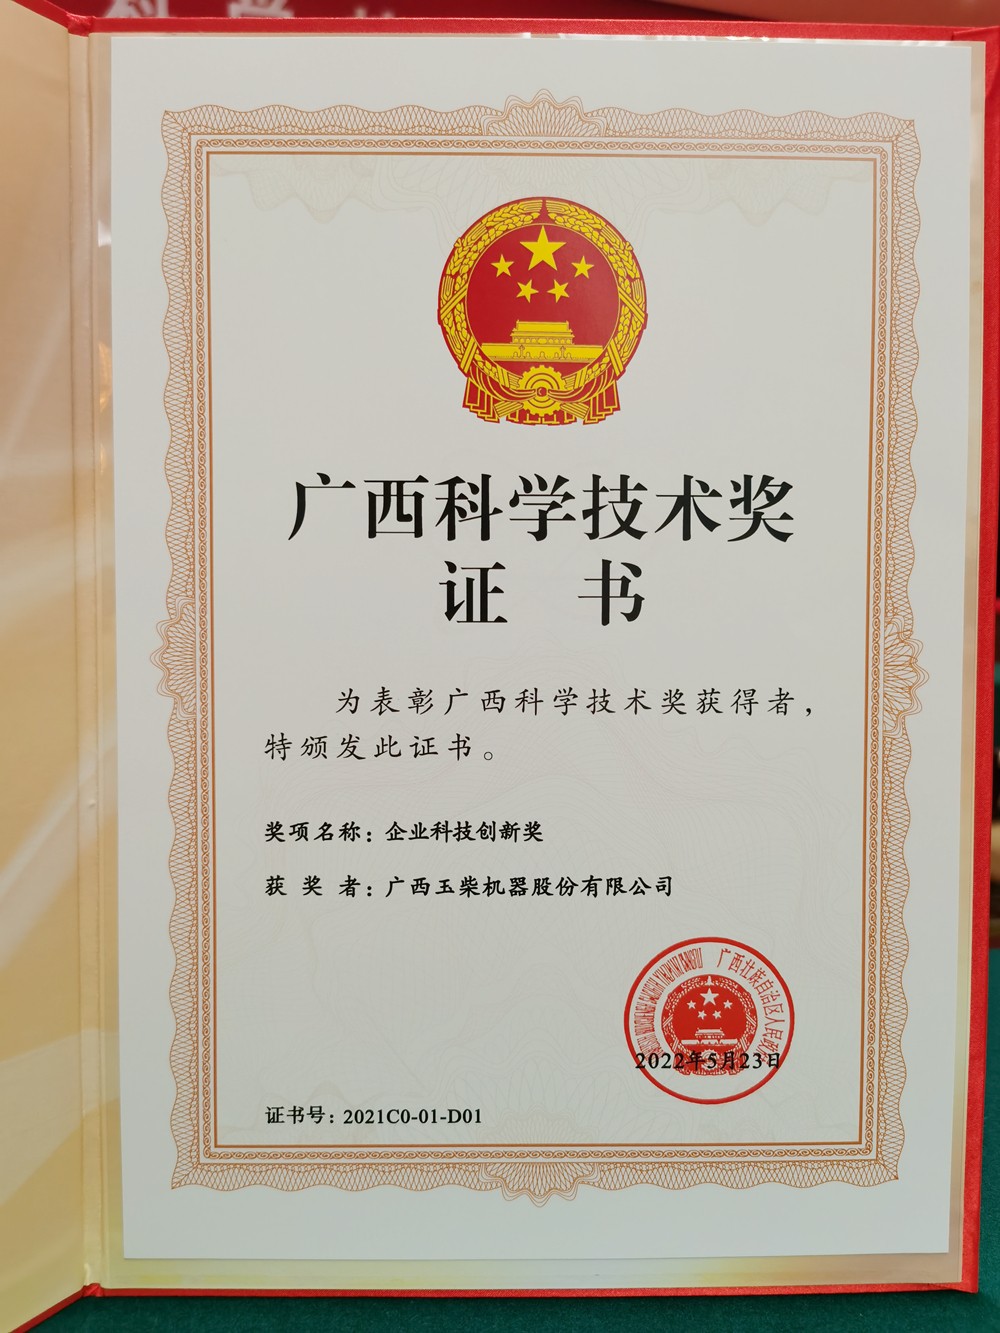 广西科学技术奖
证 书
为表彰广西科学技术奖获得者，
特颁发此证书。
奖项名称：企业科技创新奖
获 奖 者：广西玉柴机器股份有限公司
广西壮族自治区人民政府
2022年5月23日
证书号：2021C0-01-D01